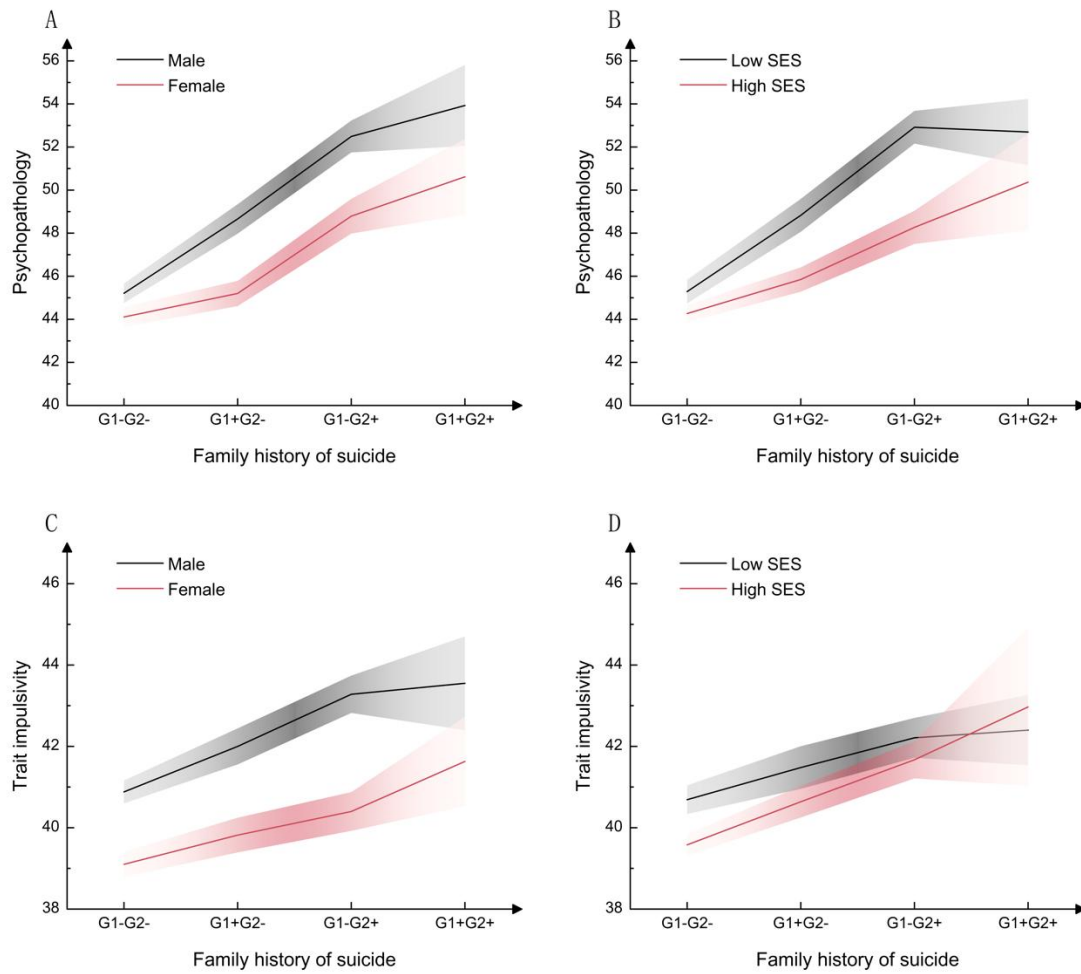 A
Male
Female
56
54
52
50
48
46
44
42
40
Psychopathology
G1-G2-
G1+G2-
G1-G2+
G1+G2+
Family history of suicide
B
Low SES
High SES
56
54
52
50
48
46
44
42
40
Psychopathology
G1-G2-
G1+G2-
G1-G2+
G1+G2+
Family history of suicide
C
Male
Female
46
44
42
40
38
Trait impulsivity
G1-G2-
G1+G2-
G1-G2+
G1+G2+
Family history of suicide
D
Low SES
High SES
46
44
42
40
38
Trait impulsivity
G1-G2-
G1+G2-
G1-G2+
G1+G2+
Family history of suicide